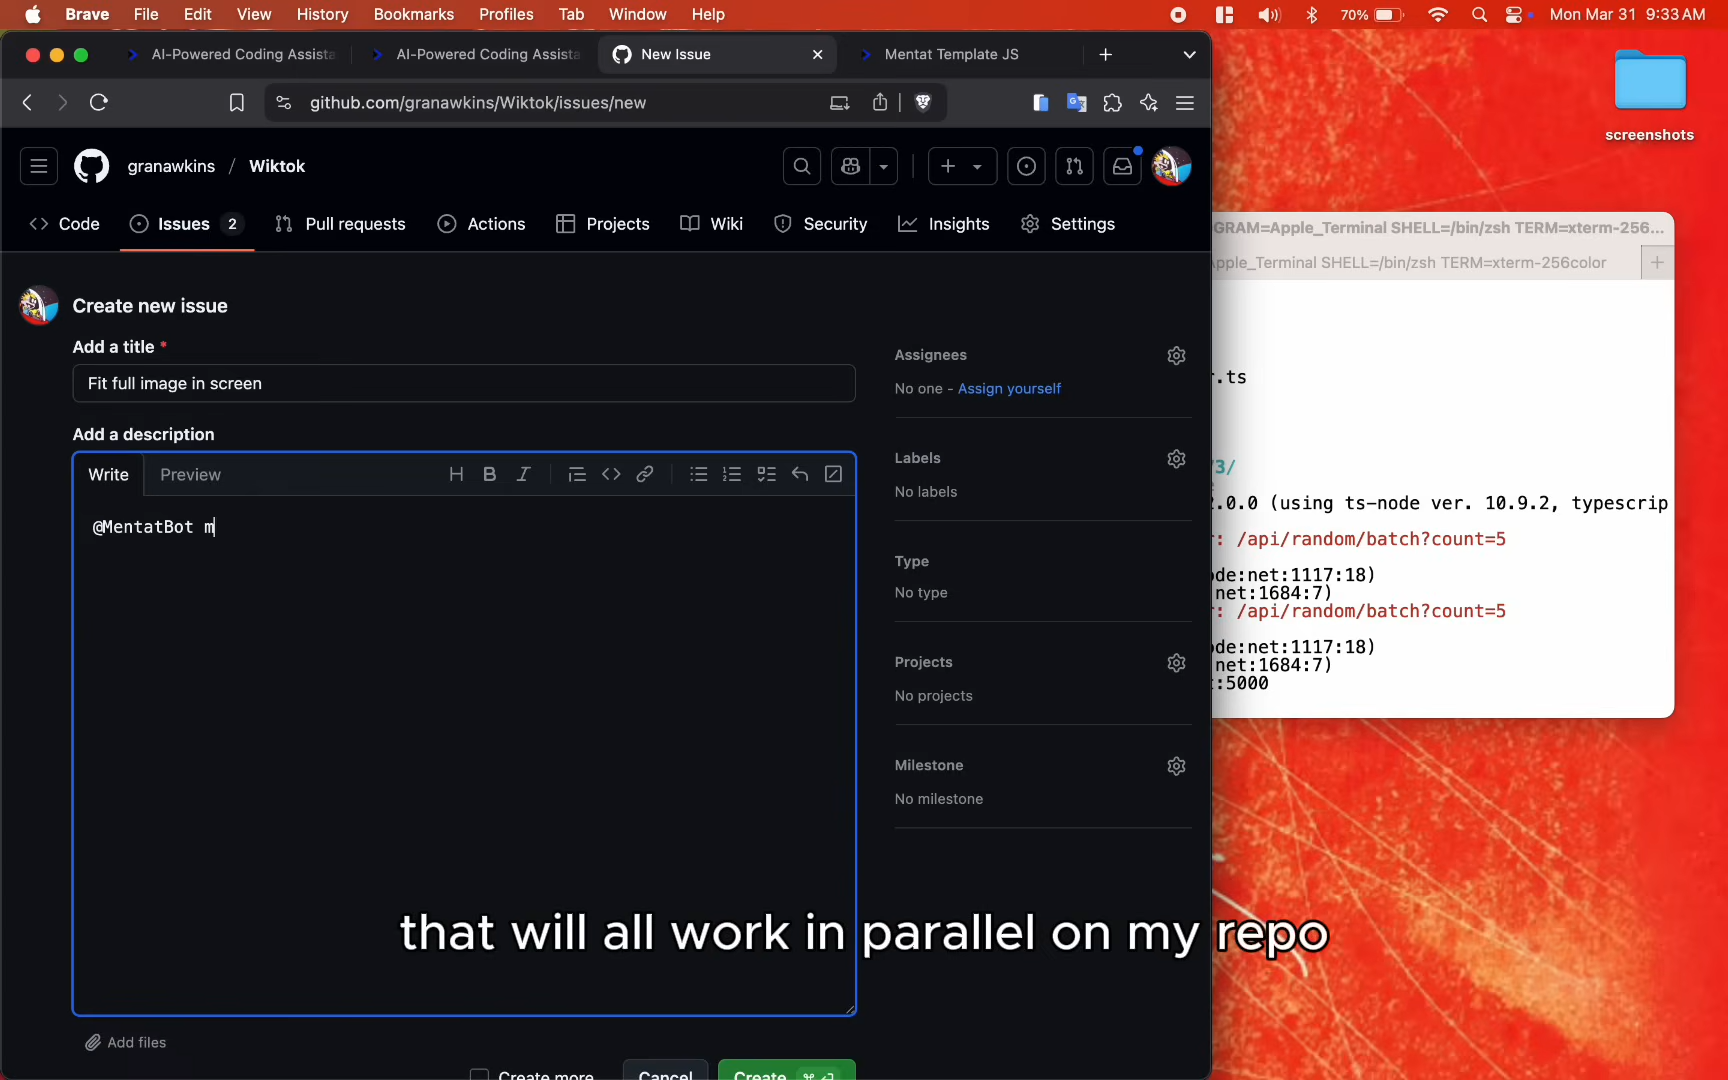 Brave File Edit View History Bookmarks Profiles Tab Window Help
70% Mon Mar 31 9:33 AM
AI-Powered Coding Assista
AI-Powered Coding Assista
New Issue
Mentat Template JS
github.com/granawkins/Wiktok/issues/new
screenshots
granawkins / Wiktok
Code Issues 2 Pull requests Actions Projects Wiki Security Insights Settings
GRAM=Apple_Terminal SHELL=/bin/zsh TERM=xterm-256...
pple_Terminal SHELL=/bin/zsh TERM=xterm-256color
Create new issue
Add a title *
Fit full image in screen
Add a description
Write Preview
@MentatBot m
Add files
Create more Cancel Create
Assignees
No one - Assign yourself
Labels
No labels
Type
No type
Projects
No projects
Milestone
No milestone
r.ts
3/
.0.0 (using ts-node ver. 10.9.2, typescrip
: /api/random/batch?count=5
de:net:1117:18)
net:1684:7)
: /api/random/batch?count=5
de:net:1117:18)
net:1684:7)
:5000
that will all work in parallel on my repo